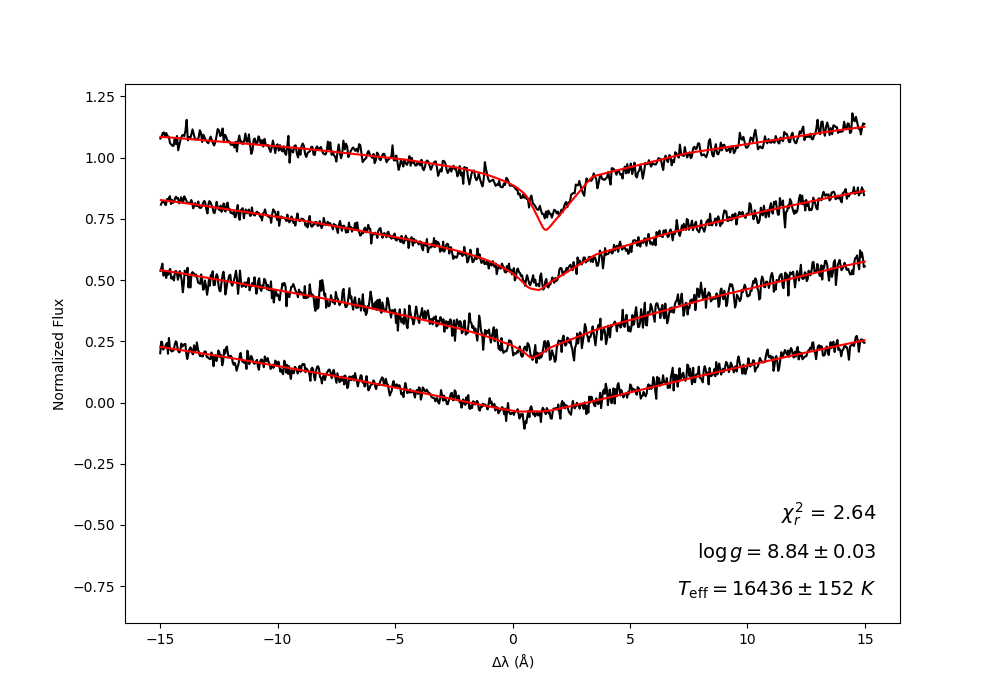 1.25
1.00
0.75
0.50
0.25
0.00
−0.25
−0.50
−0.75
Normalized Flux
χ²ᵣ = 2.64
log g = 8.84 ± 0.03
T_eff = 16436 ± 152 K
−15 −10 −5 0 5 10 15
Δλ (Å)